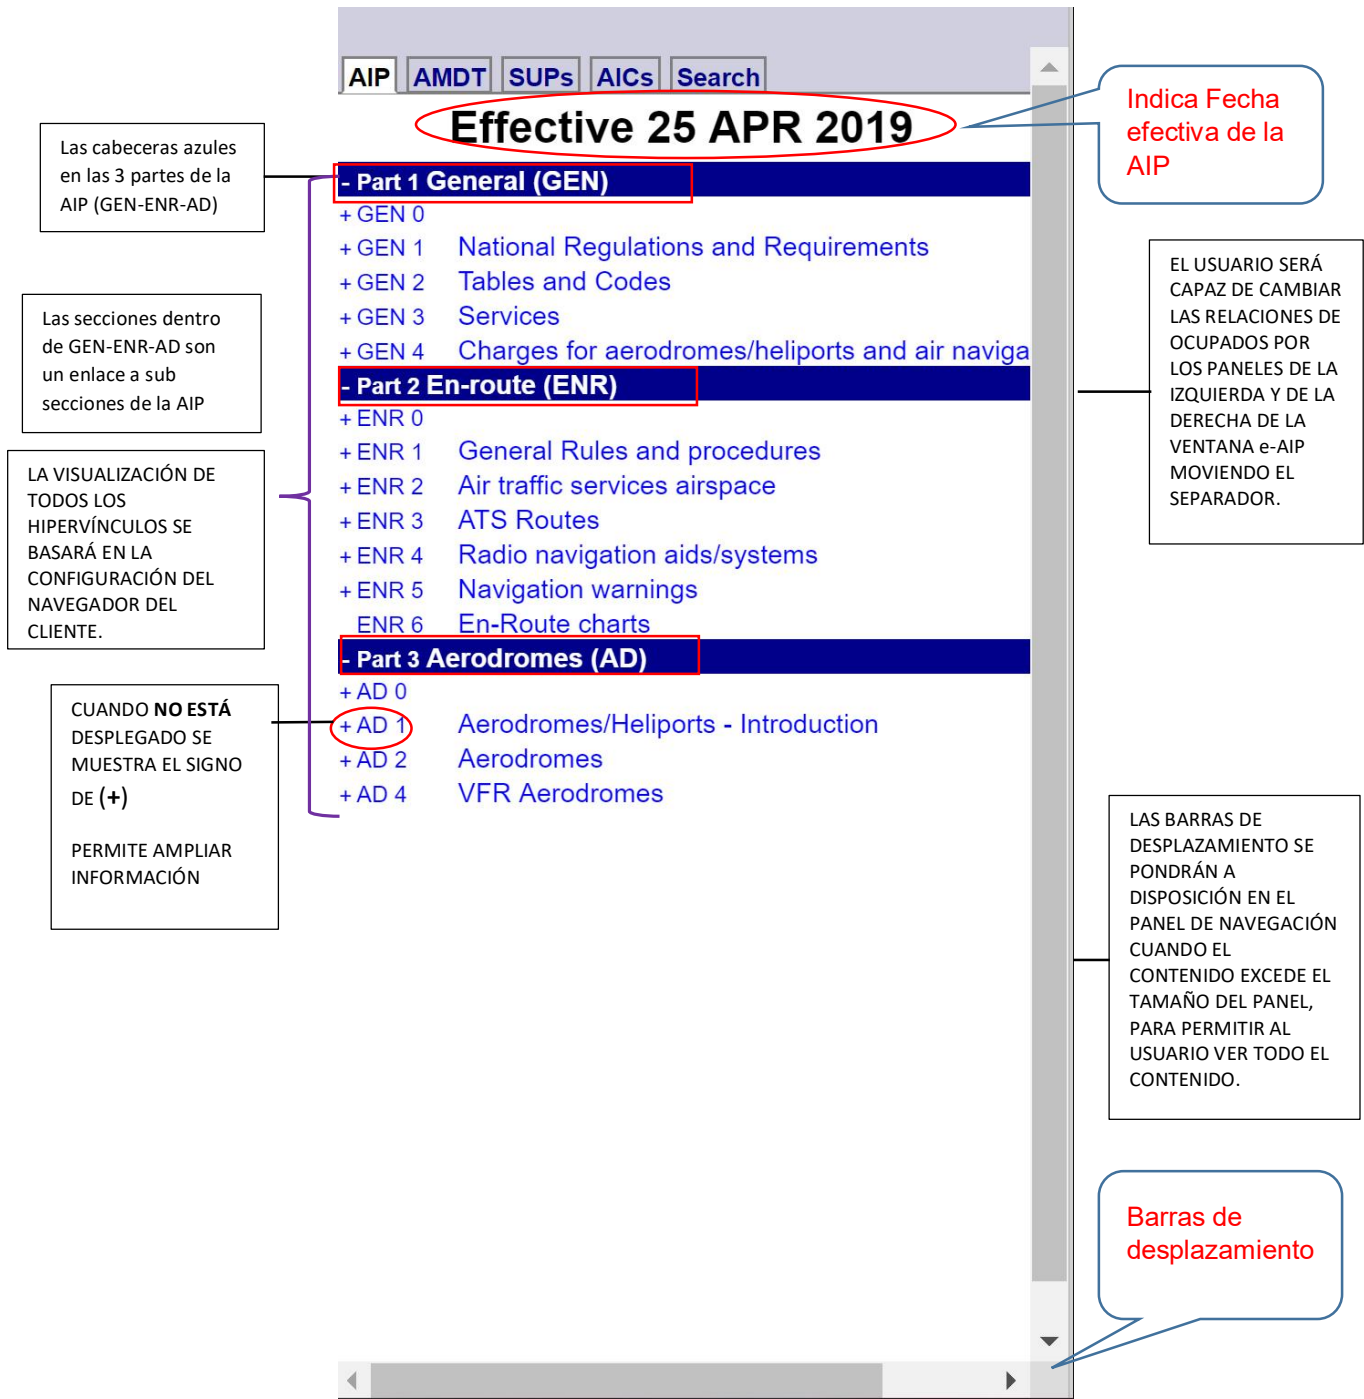 AIP AMDT SUPs AICs Search
Effective 25 APR 2019
Indica Fecha
efectiva de la
AIP
Las cabeceras azules
en las 3 partes de la
AIP (GEN-ENR-AD)
- Part 1 General (GEN)
+ GEN 0
+ GEN 1 National Regulations and Requirements
+ GEN 2 Tables and Codes
+ GEN 3 Services
+ GEN 4 Charges for aerodromes/heliports and air naviga
- Part 2 En-route (ENR)
+ ENR 0
+ ENR 1 General Rules and procedures
+ ENR 2 Air traffic services airspace
+ ENR 3 ATS Routes
+ ENR 4 Radio navigation aids/systems
+ ENR 5 Navigation warnings
ENR 6 En-Route charts
- Part 3 Aerodromes (AD)
+ AD 0
+ AD 1 Aerodromes/Heliports - Introduction
+ AD 2 Aerodromes
+ AD 4 VFR Aerodromes
Las secciones dentro
de GEN-ENR-AD son
un enlace a sub
secciones de la AIP
LA VISUALIZACIÓN DE
TODOS LOS
HIPERVÍNCULOS SE
BASARÁ EN LA
CONFIGURACIÓN DEL
NAVEGADOR DEL
CLIENTE.
CUANDO NO ESTÁ
DESPLEGADO SE
MUESTRA EL SIGNO
DE (+)
PERMITE AMPLIAR
INFORMACIÓN
EL USUARIO SERÁ
CAPAZ DE CAMBIAR
LAS RELACIONES DE
OCUPADOS POR
LOS PANELES DE LA
IZQUIERDA Y DE LA
DERECHA DE LA
VENTANA e-AIP
MOVIENDO EL
SEPARADOR.
LAS BARRAS DE
DESPLAZAMIENTO SE
PONDRÁN A
DISPOSICIÓN EN EL
PANEL DE NAVEGACIÓN
CUANDO EL
CONTENIDO EXCEDE EL
TAMAÑO DEL PANEL,
PARA PERMITIR AL
USUARIO VER TODO EL
CONTENIDO.
Barras de
desplazamiento